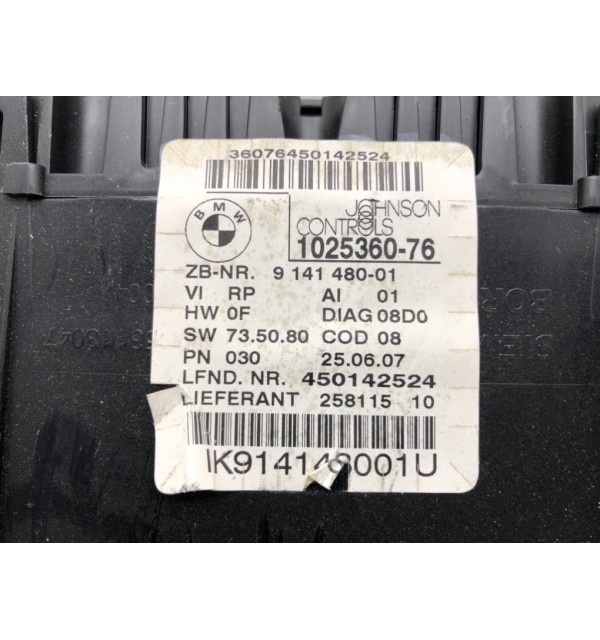 36076450142524
BMW
JOHNSON
CONTROLS
1025360-76
ZB-NR. 9 141 480-01
VI RP AI 01
HW 0F DIAG 08D0
SW 73.50.80 COD 08
PN 030 25.06.07
LFND. NR. 450142524
LIEFERANT 258115 10
IK914148001U